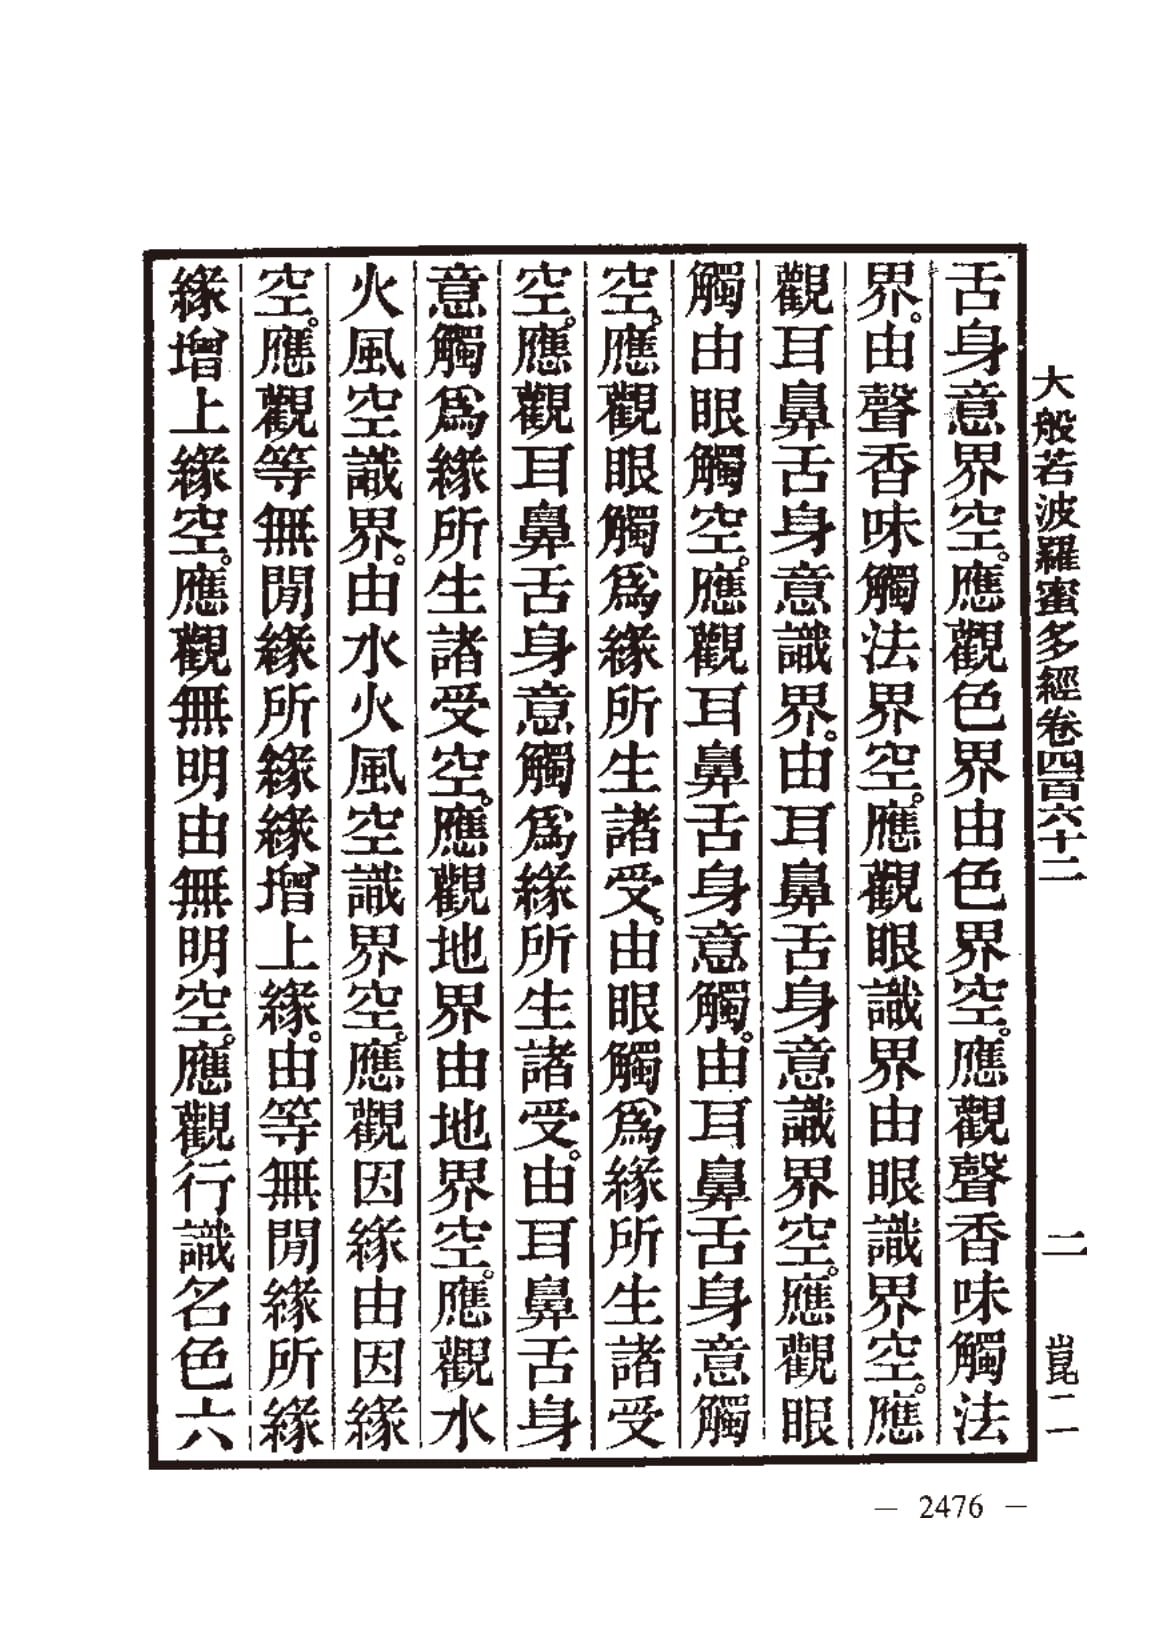 大般若波羅蜜多經卷四百六十二　二　崑二
舌身意界空。應觀色界由色界空。應觀聲香味觸法
界。由聲香味觸法界空。應觀眼識界由眼識界空。應
觀耳鼻舌身意識界。由耳鼻舌身意識界空。應觀眼
觸由眼觸空。應觀耳鼻舌身意觸。由耳鼻舌身意觸
空。應觀眼觸爲緣所生諸受。由眼觸爲緣所生諸受
空。應觀耳鼻舌身意觸爲緣所生諸受。由耳鼻舌身
意觸爲緣所生諸受空。應觀地界由地界空。應觀水
火風空識界。由水火風空識界空。應觀因緣由因緣
空。應觀等無閒緣所緣緣增上緣。由等無閒緣所緣
緣增上緣空。應觀無明由無明空。應觀行識名色六
— 2476 —